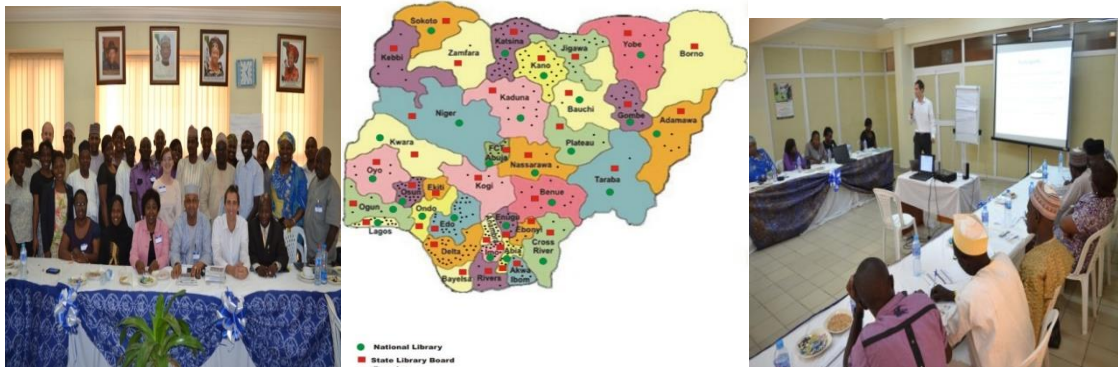 Sokoto
Katsina
Yobe
Borno
Kebbi
Zamfara
Kano
Jigawa
Kaduna
Bauchi
Gombe
Adamawa
Niger
Kwara
FCT
Abuja
Plateau
Nassarawa
Taraba
Oyo
Kogi
Benue
Osun
Ekiti
Ogun
Ondo
Edo
Enugu
Ebonyi
Lagos
Delta
Abia
Cross
River
Bayelsa
Rivers
Akwa
Ibom
National Library
State Library Board